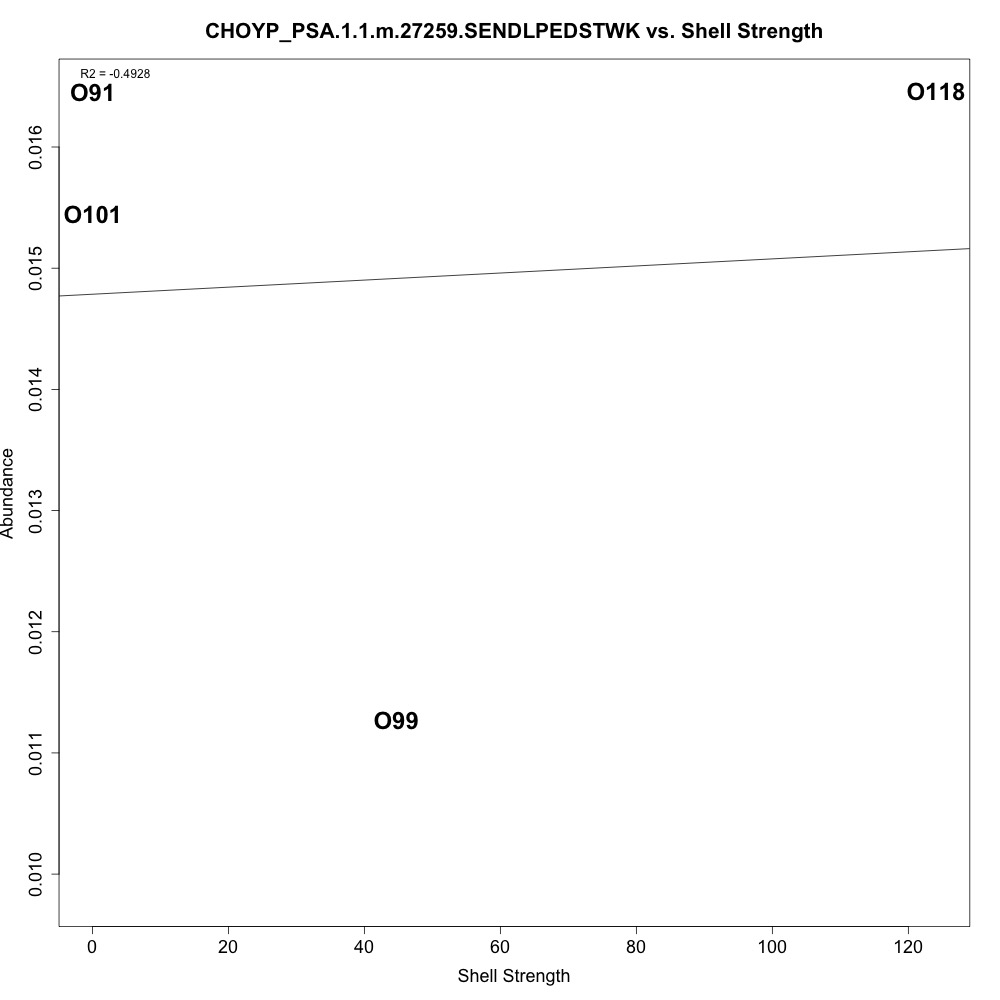 CHOYP_PSA.1.1.m.27259.SENDLPEDSTWK vs. Shell Strength
R2 = -0.4928
O91
O118
O101
O99
0.016
0.015
0.014
0.013
0.012
0.011
0.010
Abundance
0 20 40 60 80 100 120
Shell Strength